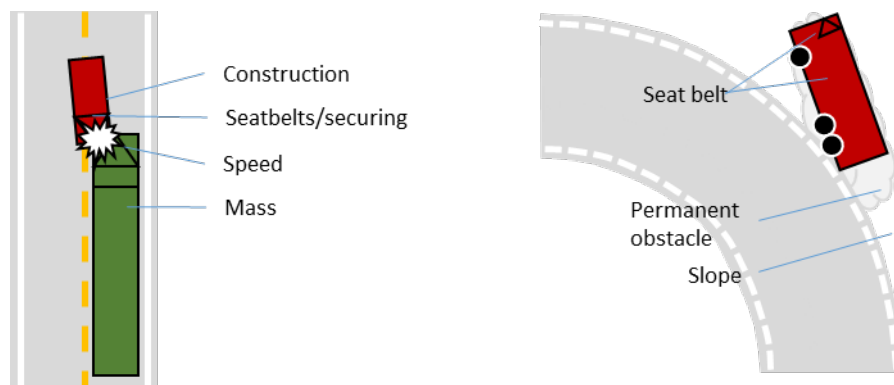 Construction
Seatbelts/securing
Speed
Mass
Seat belt
Permanent
obstacle
Slope